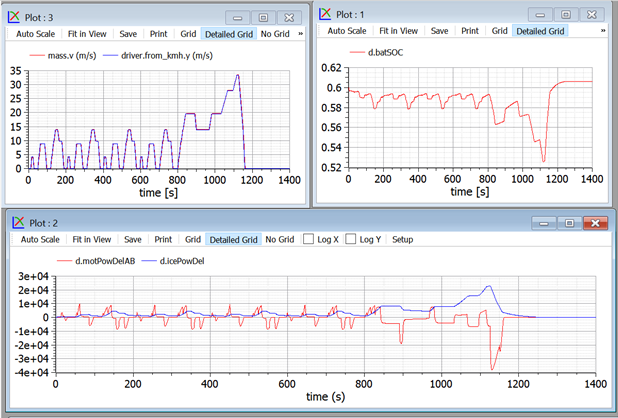 Plot : 3
Auto Scale Fit in View Save Print Grid Detailed Grid No Grid »
mass.v (m/s) driver.from_kmh.y (m/s)
35
30
25
20
15
10
5
0
0 200 400 600 800 1000 1200 1400
time [s]
Plot : 1
Auto Scale Fit in View Save Print Grid Detailed Grid »
d.batSOC
0.62
0.6
0.58
0.56
0.54
0.52
0 200 400 600 800 1000 1200 1400
time [s]
Plot : 2
Auto Scale Fit in View Save Print Grid Detailed Grid No Grid Log X Log Y Setup
d.motPowDelAB d.icePowDel
3e+04
2e+04
1e+04
0
-1e+04
-2e+04
-3e+04
-4e+04
0 200 400 600 800 1000 1200 1400
time (s)